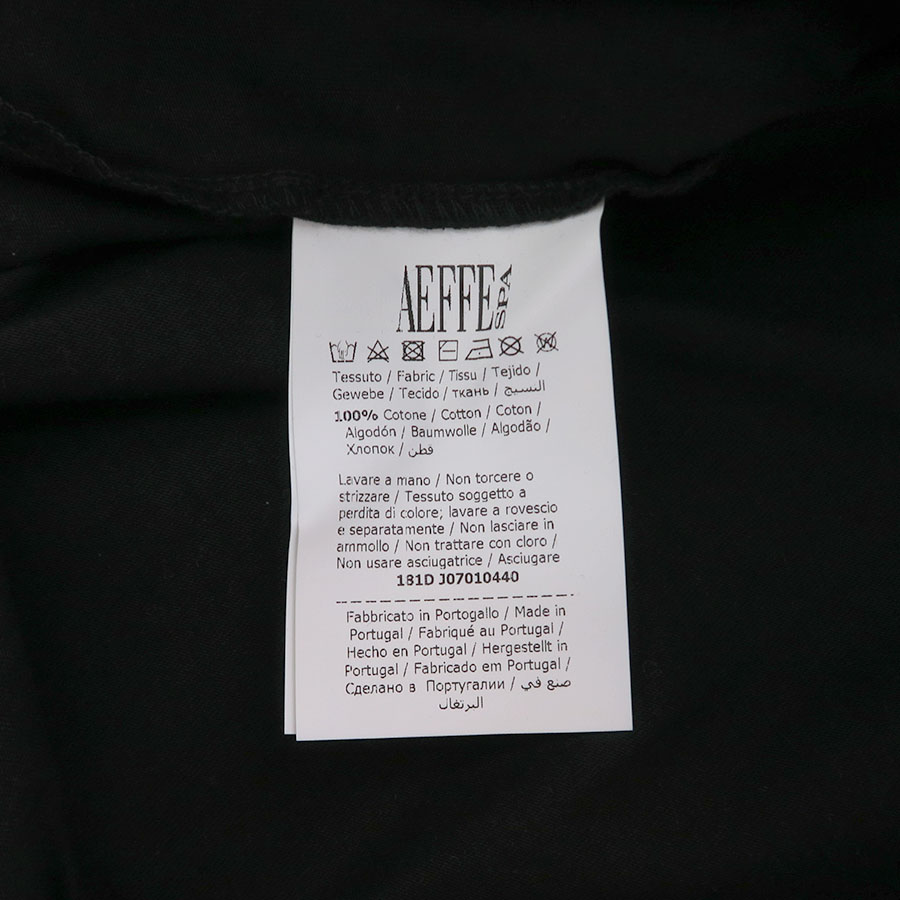 AEFFE SPA
Tessuto / Fabric / Tissu / Tejido /
Gewebe / Tecido / ткань / النسيج
100% Cotone / Cotton / Coton /
Algodón / Baumwolle / Algodão /
Хлопок / قطن
Lavare a mano / Non torcere o
strizzare / Tessuto soggetto a
perdita di colore; lavare a rovescio
e separatamente / Non lasciare in
ammollo / Non trattare con cloro /
Non usare asciugatrice / Asciugare
181D J07010440
Fabbricato in Portogallo / Made in
Portugal / Fabriqué au Portugal /
Hecho en Portugal / Hergestellt in
Portugal / Fabricado em Portugal /
Сделано в Португалии / صنع في
البرتغال